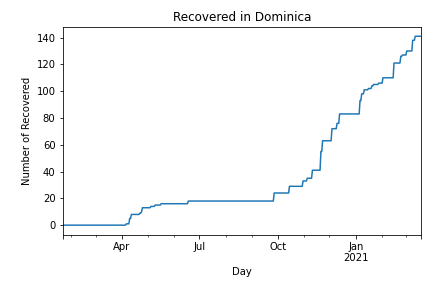 Recovered in Dominica
Number of Recovered
140
120
100
80
60
40
20
0
Apr
Jul
Oct
Jan
2021
Day